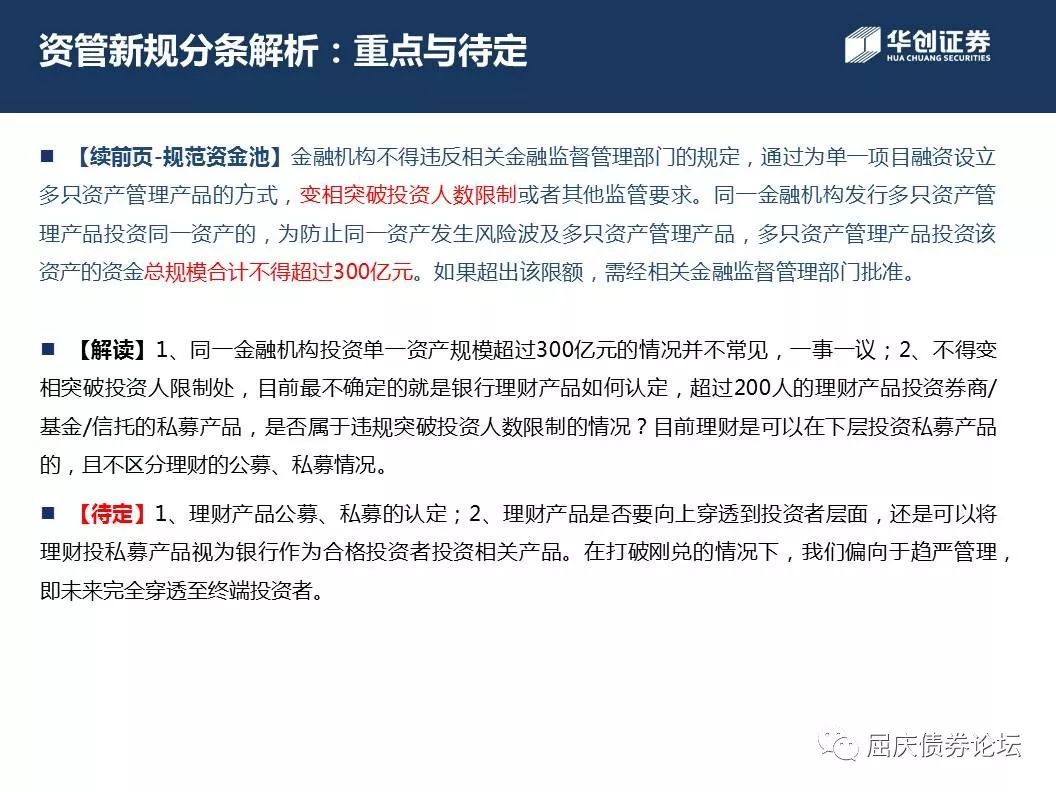 资管新规分条解析：重点与待定
华创证券
HUA CHUANG SECURITIES
■ 【续前页-规范资金池】金融机构不得违反相关金融监督管理部门的规定，通过为单一项目融资设立
多只资产管理产品的方式，变相突破投资人数限制或者其他监管要求。同一金融机构发行多只资产管
理产品投资同一资产的，为防止同一资产发生风险波及多只资产管理产品，多只资产管理产品投资该
资产的资金总规模合计不得超过300亿元。如果超出该限额，需经相关金融监督管理部门批准。
■ 【解读】1、同一金融机构投资单一资产规模超过300亿元的情况并不常见，一事一议；2、不得变
相突破投资人限制处，目前最不确定的就是银行理财产品如何认定，超过200人的理财产品投资券商/
基金/信托的私募产品，是否属于违规突破投资人数限制的情况？目前理财是可以在下层投资私募产品
的，且不区分理财的公募、私募情况。
■ 【待定】1、理财产品公募、私募的认定；2、理财产品是否要向上穿透到投资者层面，还是可以将
理财投私募产品视为银行作为合格投资者投资相关产品。在打破刚兑的情况下，我们偏向于趋严管理，
即未来完全穿透至终端投资者。
屈庆债券论坛